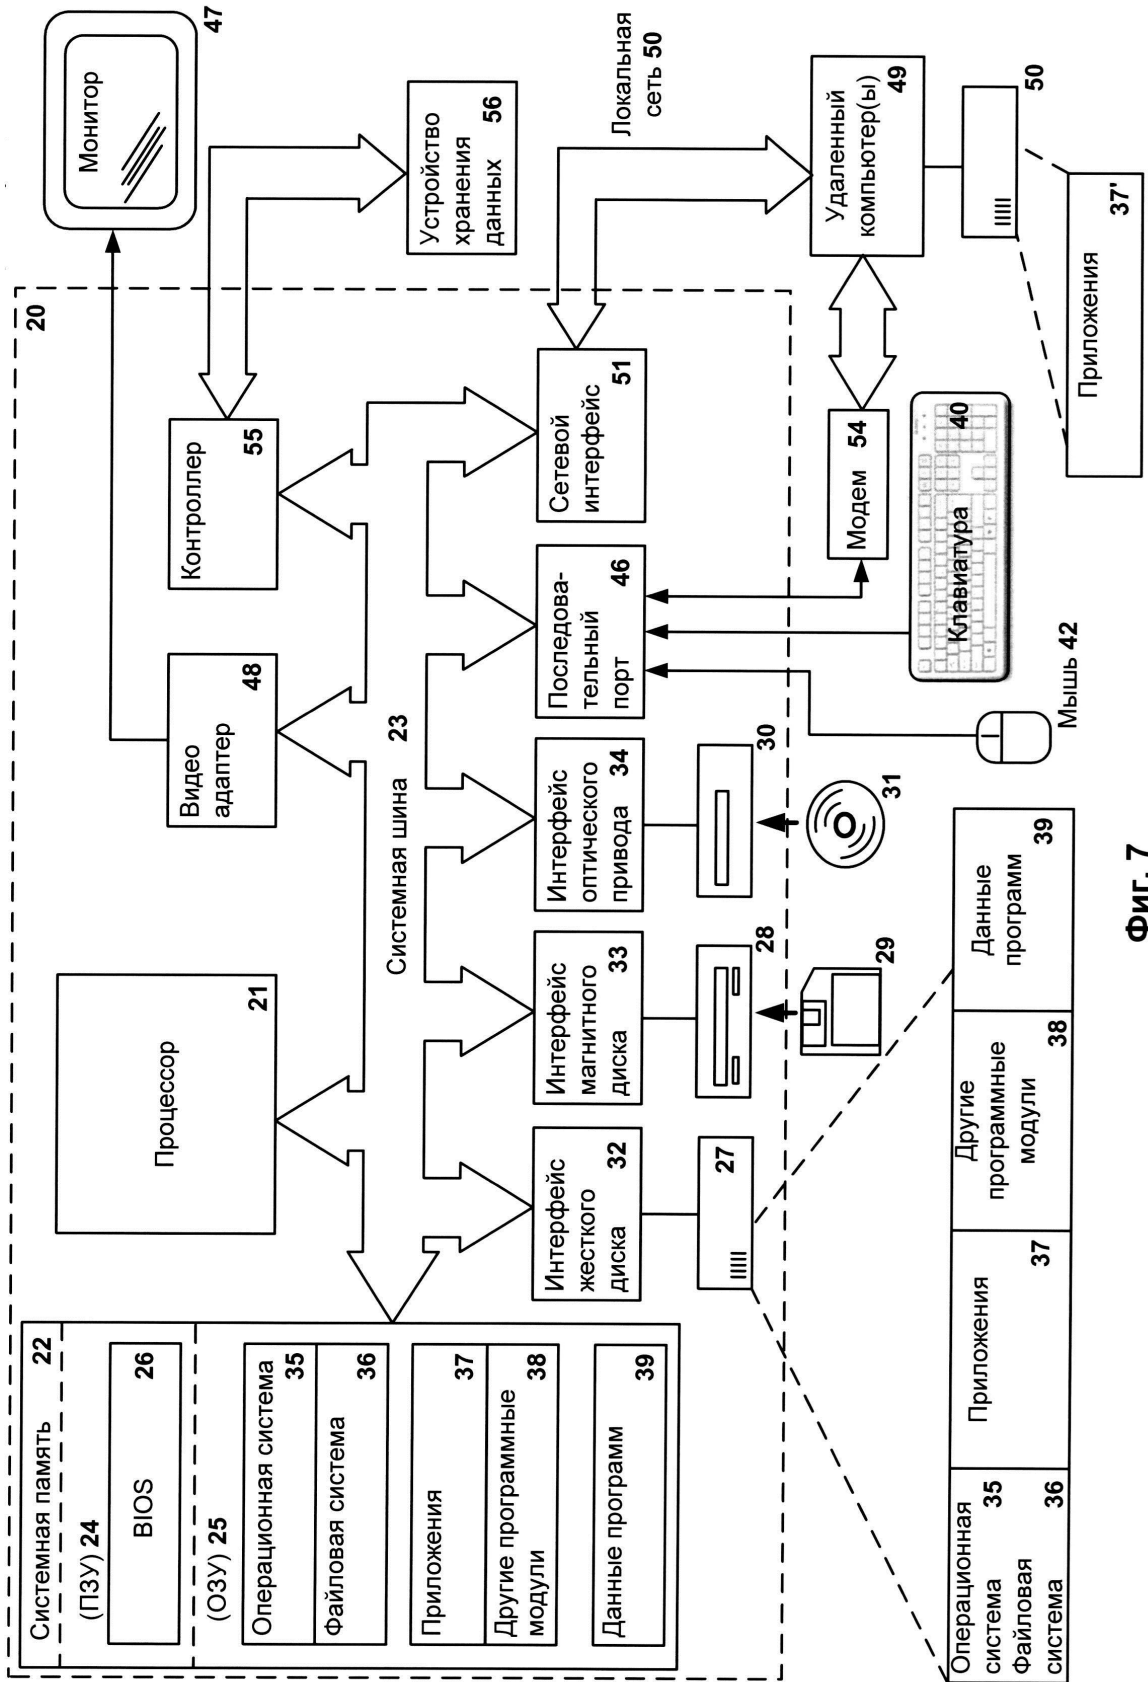 20
Системная память 22
(ПЗУ) 24
BIOS 26
(ОЗУ) 25
Операционная система 35
Файловая система 36
Приложения 37
Другие программные
модули 38
Данные программ 39
Процессор
21
Видео
адаптер 48
Контроллер
55
Монитор
47
Системная шина 23
Устройство
хранения
данных 56
Интерфейс
жесткого
диска 32
Интерфейс
магнитного
диска 33
Интерфейс
оптического
привода 34
Последова-
тельный
порт 46
Сетевой
интерфейс 51
Локальная
сеть 50
27
28
30
29
31
Мышь 42
Клавиатура 40
Модем 54
Удаленный
компьютер(ы)
49
50
Приложения 37'
Операционная
система 35
Файловая
система 36
Приложения
37
Другие
программные
модули 38
Данные
программ
39
Фиг. 7